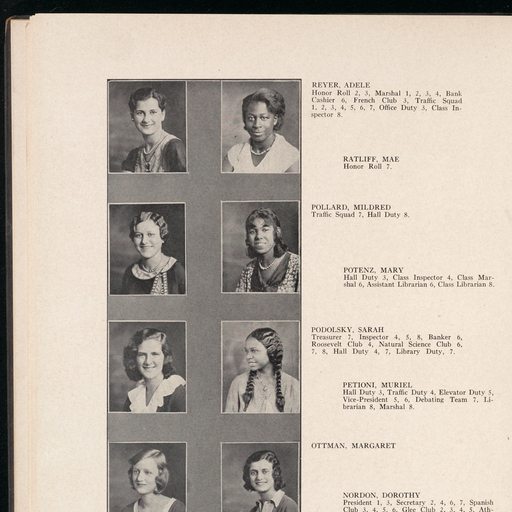 REYER, ADELE
Honor Roll 2, 3, Marshal 1, 2, 3, 4, Bank
Cashier 6, French Club 3, Traffic Squad
1, 2, 3, 4, 5, 6, 7, Office Duty 3, Class In-
spector 8.
RATLIFF, MAE
Honor Roll 7.
POLLARD, MILDRED
Traffic Squad 7, Hall Duty 8.
POTENZ, MARY
Hall Duty 3, Class Inspector 4, Class Mar-
shal 6, Assistant Librarian 6, Class Librarian 8.
PODOLSKY, SARAH
Treasurer 7, Inspector 4, 5, 8, Banker 6,
Roosevelt Club 4, Natural Science Club 6,
7, 8, Hall Duty 4, 7, Library Duty, 7.
PETIONI, MURIEL
Hall Duty 3, Traffic Duty 4, Elevator Duty 5,
Vice-President 5, 6, Debating Team 7, Li-
brarian 8, Marshal 8.
OTTMAN, MARGARET
NORDON, DOROTHY
President 1, 3, Secretary 2, 4, 6, 7, Spanish
Club 3, 4, 5, 6, Glee Club 2, 3, 4, 5, Ath-